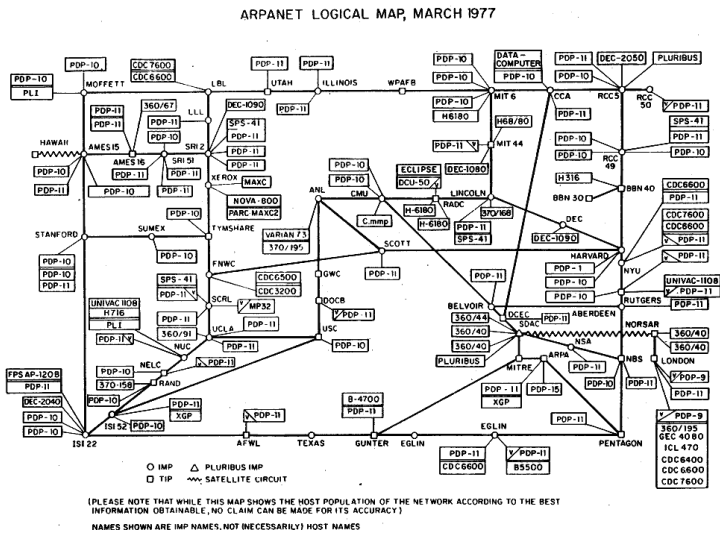 ARPANET LOGICAL MAP, MARCH 1977
PDP-10
PLI
PDP-10
MOFFETT
CDC7600
CDC6600
LBL
PDP-11
UTAH
PDP-11
ILLINOIS
WPAFB
PDP-10
PDP-10
PDP-10
H6180
MIT 6
DATA-
COMPUTER
PDP-10
CCA
PDP-11
PDP-10
DEC-2050
PLURIBUS
RCC 5
RCC
50
PDP-11
LLL
PDP-11
DEC-1090
SPS-41
PDP-11
PDP-11
PDP-11
SRI 2
360/67
PDP-11
PDP-11
PDP-10
HAWAII
AMES 15
AMES 16
SRI 51
PDP-11
PDP-11
PDP-10
PDP-11
PDP-10
XEROX
MAXC
NOVA-800
PARC-MAXC2
PDP-11
H68/80
MIT 44
DEC-1080
PDP-10
PDP-10
SPS-41
PDP-11
PDP-10
RCC
49
H316
BBN 30
BBN 40
ANL
PDP-10
PDP-10
CMU
C.mmp
ECLIPSE
DCU-50
RADC
H-6180
H-6180
LINCOLN
370/168
PDP-11
SPS-41
DEC
DEC-1090
CDC6600
PDP-11
CDC7600
CDC6600
PDP-11
PDP-11
STANFORD
SUMEX
PDP-10
TYMSHARE
PDP-10
VARIAN 73
370/195
SCOTT
PDP-11
HARVARD
PDP-1
PDP-10
PDP-10
NYU
PDP-10
PDP-10
PDP-11
FNWC
CDC6500
CDC3200
GWC
SPS-41
PDP-11
SCRL
MP32
PDP-11
DOCB
PDP-11
PDP-11
BELVOIR
DCEC
PDP-11
ABERDEEN
UNIVAC-1108
PDP-11
RUTGERS
PDP-11
UNIVAC 1108
H716
PLI
PDP-11
360/91
UCLA
PDP-11
PDP-11
USC
PDP-10
360/44
360/40
360/40
PLURIBUS
SDAC
NORSAR
360/40
360/40
NUC
NELC
PDP-10
PDP-11
370-158
RAND
PDP-10
NSA
PDP-11
MITRE
ARPA
PDP-11
XGP
PDP-15
NBS
PDP-10
PDP-11
LONDON
PDP-9
PDP-11
FPS AP-120B
PDP-11
DEC-2040
PDP-10
PDP-10
ISI 22
ISI 52
PDP-11
XGP
PDP-10
PDP-11
AFWL
TEXAS
B-4700
PDP-11
GUNTER
EGLIN
EGLIN
PDP-11
CDC6600
PDP-11
B5500
PDP-11
PENTAGON
PDP-9
360/195
GEC 4080
ICL 470
CDC6400
CDC6600
CDC7600
IMP
PLURIBUS IMP
TIP
SATELLITE CIRCUIT
(PLEASE NOTE THAT WHILE THIS MAP SHOWS THE HOST POPULATION OF THE NETWORK ACCORDING TO THE BEST
INFORMATION OBTAINABLE, NO CLAIM CAN BE MADE FOR ITS ACCURACY)
NAMES SHOWN ARE IMP NAMES, NOT (NECESSARILY) HOST NAMES